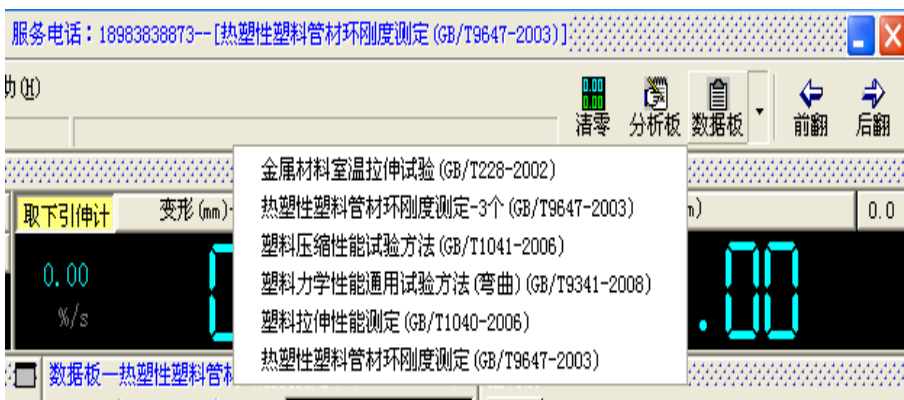 服务电话：18983838873--[热塑性塑料管材环刚度测定(GB/T9647-2003)]
助(H)
清零 分析板 数据板 前翻 后翻
金属材料室温拉伸试验(GB/T228-2002)
取下引伸计 变形(mm) 热塑性塑料管材环刚度测定-3个(GB/T9647-2003) 0.0
塑料压缩性能试验方法(GB/T1041-2006)
0.00
塑料力学性能通用试验方法(弯曲)(GB/T9341-2008)
%/s
塑料拉伸性能测定(GB/T1040-2006)
.00
热塑性塑料管材环刚度测定(GB/T9647-2003)
数据板—热塑性塑料管材